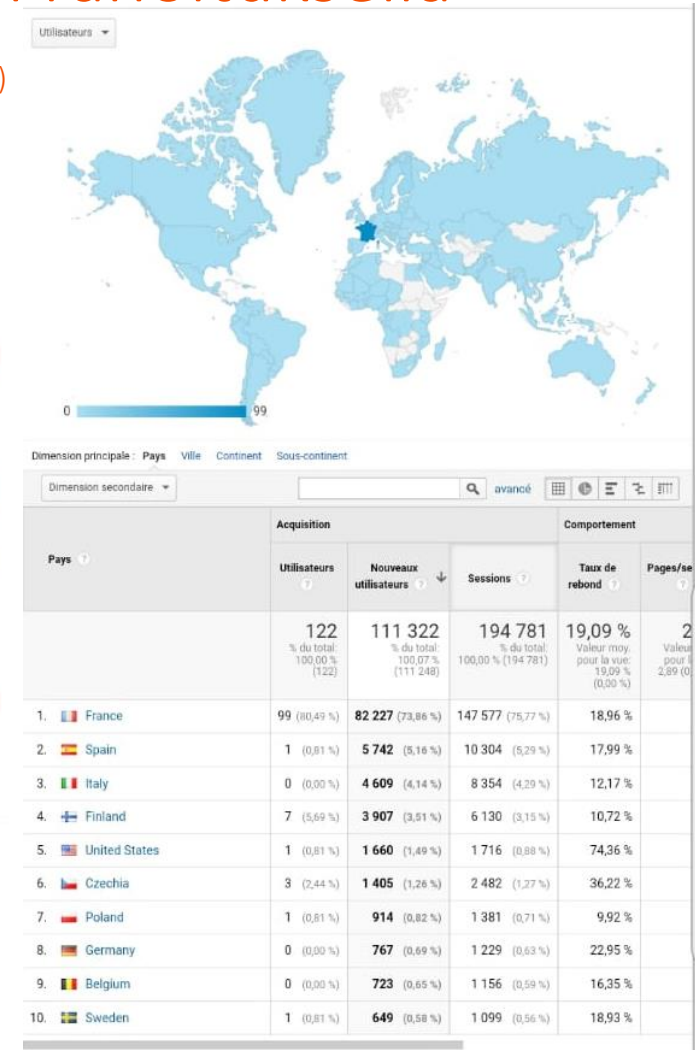 Utilisateurs
)
0
99
Dimension principale : Pays Ville Continent Sous-continent
Dimension secondaire
avancé
Acquisition
Comportement
Pays ?
Utilisateurs ?
Nouveaux utilisateurs ?
Sessions ?
Taux de rebond ?
Pages/se
?
122
% du total:
100,00 %
(122)
111 322
% du total:
100,07 %
(111 248)
194 781
% du total:
100,00 % (194 781)
19,09 %
Valeur moy.
pour la vue:
19,09 %
(0,00 %)
2
Valeu
pour l
2,89 (0,
1. France 99 (80,49 %) 82 227 (73,86 %) 147 577 (75,77 %) 18,96 %
2. Spain 1 (0,81 %) 5 742 (5,16 %) 10 304 (5,29 %) 17,99 %
3. Italy 0 (0,00 %) 4 609 (4,14 %) 8 354 (4,29 %) 12,17 %
4. Finland 7 (5,69 %) 3 907 (3,51 %) 6 130 (3,15 %) 10,72 %
5. United States 1 (0,81 %) 1 660 (1,49 %) 1 716 (0,88 %) 74,36 %
6. Czechia 3 (2,44 %) 1 405 (1,26 %) 2 482 (1,27 %) 36,22 %
7. Poland 1 (0,81 %) 914 (0,82 %) 1 381 (0,71 %) 9,92 %
8. Germany 0 (0,00 %) 767 (0,69 %) 1 229 (0,63 %) 22,95 %
9. Belgium 0 (0,00 %) 723 (0,65 %) 1 156 (0,59 %) 16,35 %
10. Sweden 1 (0,81 %) 649 (0,58 %) 1 099 (0,56 %) 18,93 %